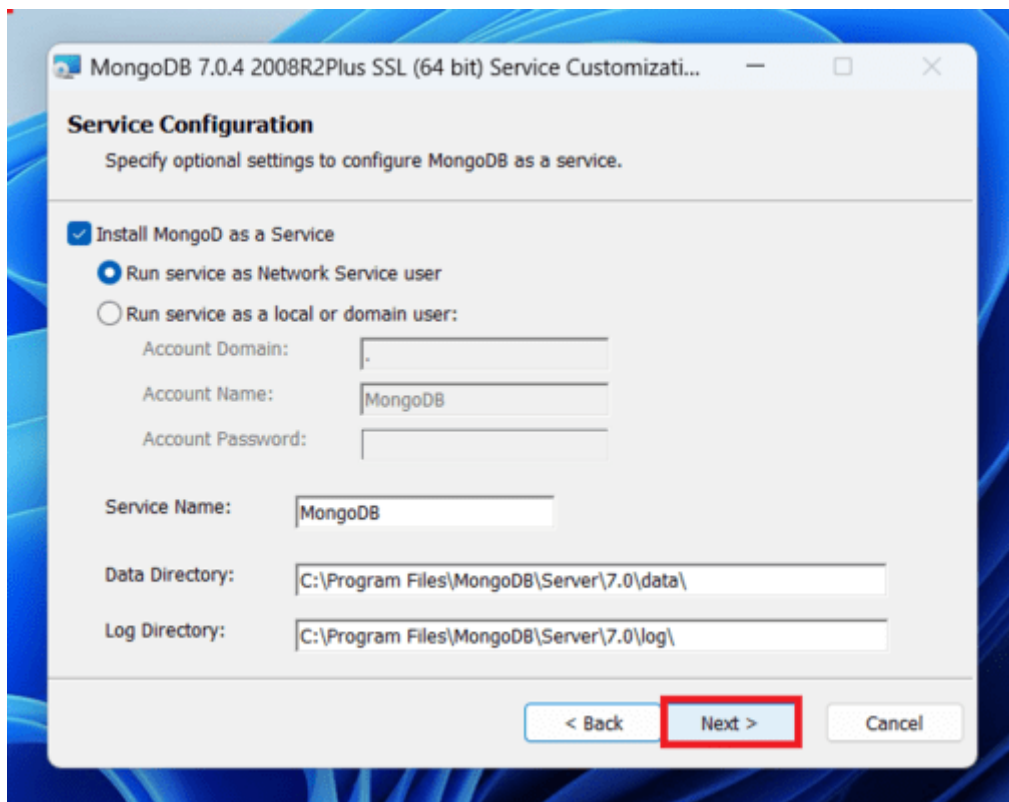 MongoDB 7.0.4 2008R2Plus SSL (64 bit) Service Customizati...
Service Configuration
Specify optional settings to configure MongoDB as a service.
Install MongoD as a Service
Run service as Network Service user
Run service as a local or domain user:
Account Domain: .
Account Name: MongoDB
Account Password:
Service Name: MongoDB
Data Directory: C:\Program Files\MongoDB\Server\7.0\data\
Log Directory: C:\Program Files\MongoDB\Server\7.0\log\
< Back Next > Cancel